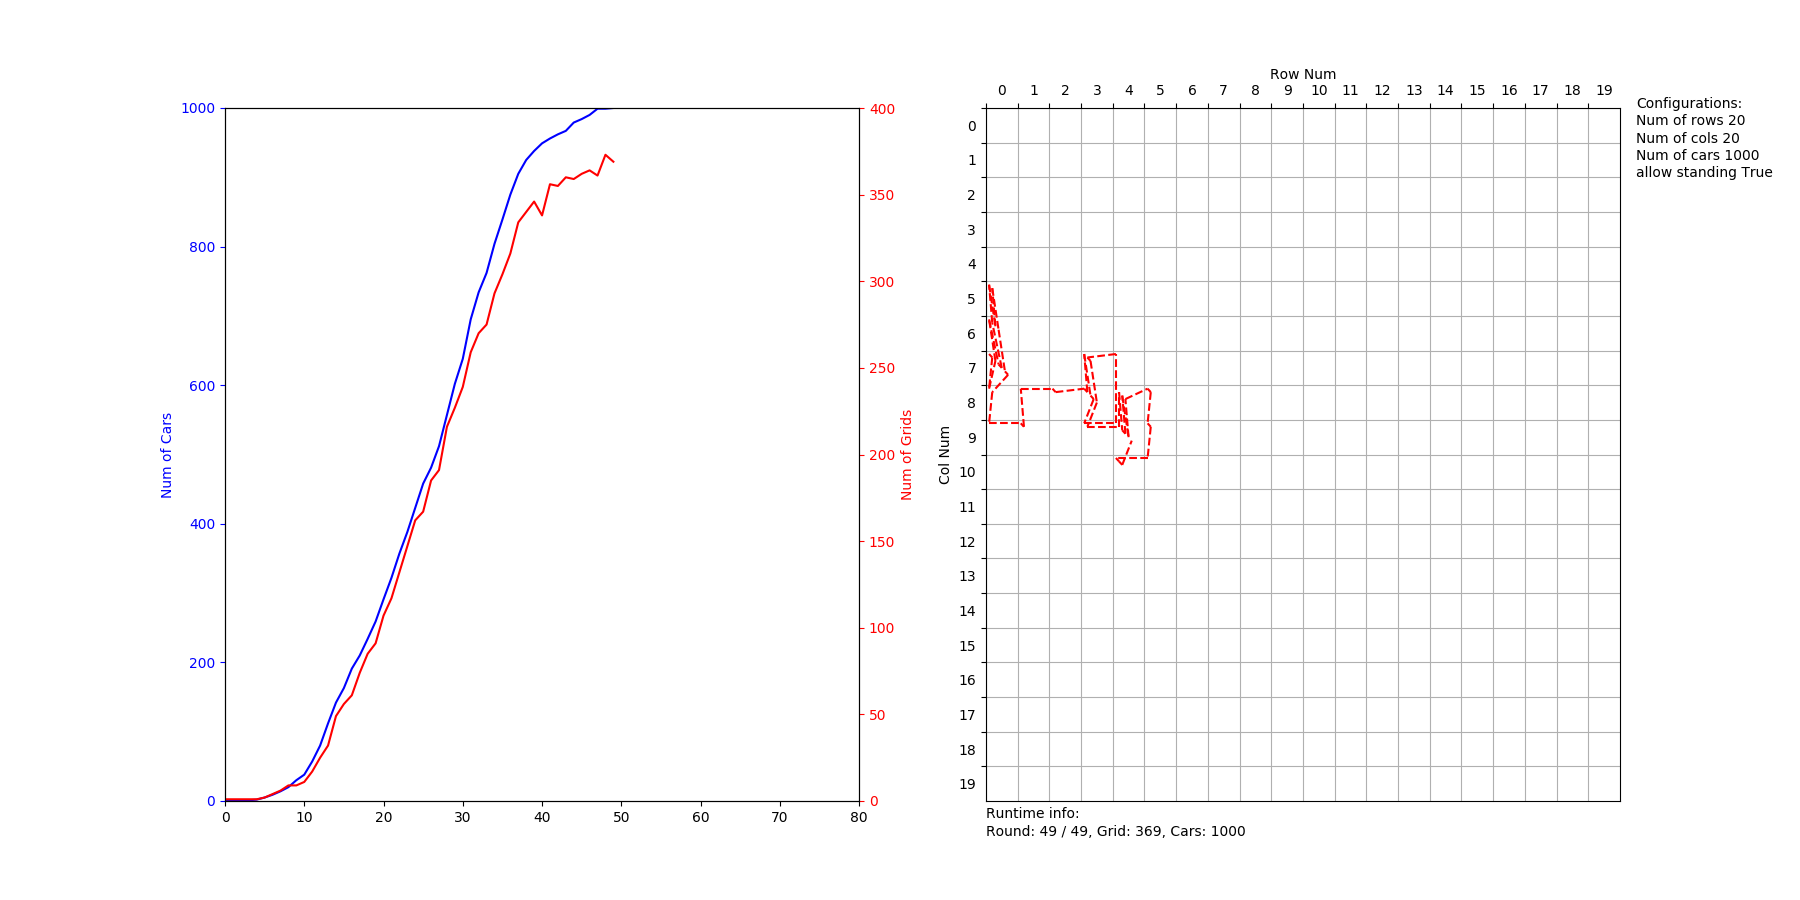 1000
800
600
400
200
0
Num of Cars
0 10 20 30 40 50 60 70 80
400
350
300
250
200
150
100
50
0
Num of Grids
Row Num
0 1 2 3 4 5 6 7 8 9 10 11 12 13 14 15 16 17 18 19
Col Num
0
1
2
3
4
5
6
7
8
9
10
11
12
13
14
15
16
17
18
19
Configurations:
Num of rows 20
Num of cols 20
Num of cars 1000
allow standing True
Runtime info:
Round: 49 / 49, Grid: 369, Cars: 1000